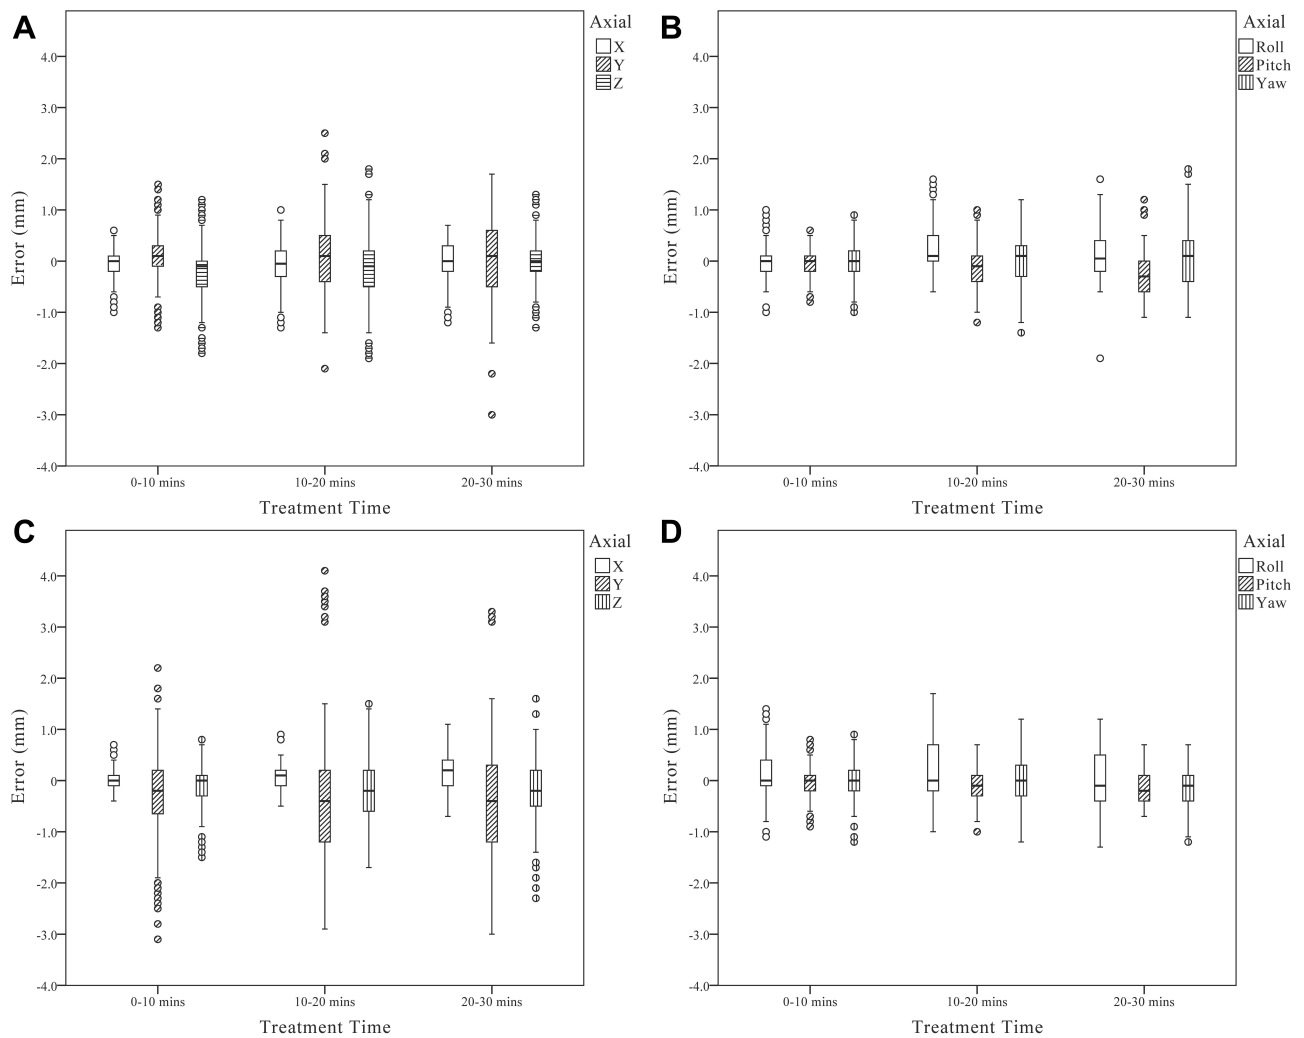 A
Axial
X
Y
Z
4.0
3.0
2.0
1.0
0
-1.0
-2.0
-3.0
-4.0
Error (mm)
0-10 mins 10-20 mins 20-30 mins
Treatment Time
B
Axial
Roll
Pitch
Yaw
4.0
3.0
2.0
1.0
0
-1.0
-2.0
-3.0
-4.0
Error (mm)
0-10 mins 10-20 mins 20-30 mins
Treatment Time
C
Axial
X
Y
Z
4.0
3.0
2.0
1.0
0
-1.0
-2.0
-3.0
-4.0
Error (mm)
0-10 mins 10-20 mins 20-30 mins
Treatment Time
D
Axial
Roll
Pitch
Yaw
4.0
3.0
2.0
1.0
0
-1.0
-2.0
-3.0
-4.0
Error (mm)
0-10 mins 10-20 mins 20-30 mins
Treatment Time